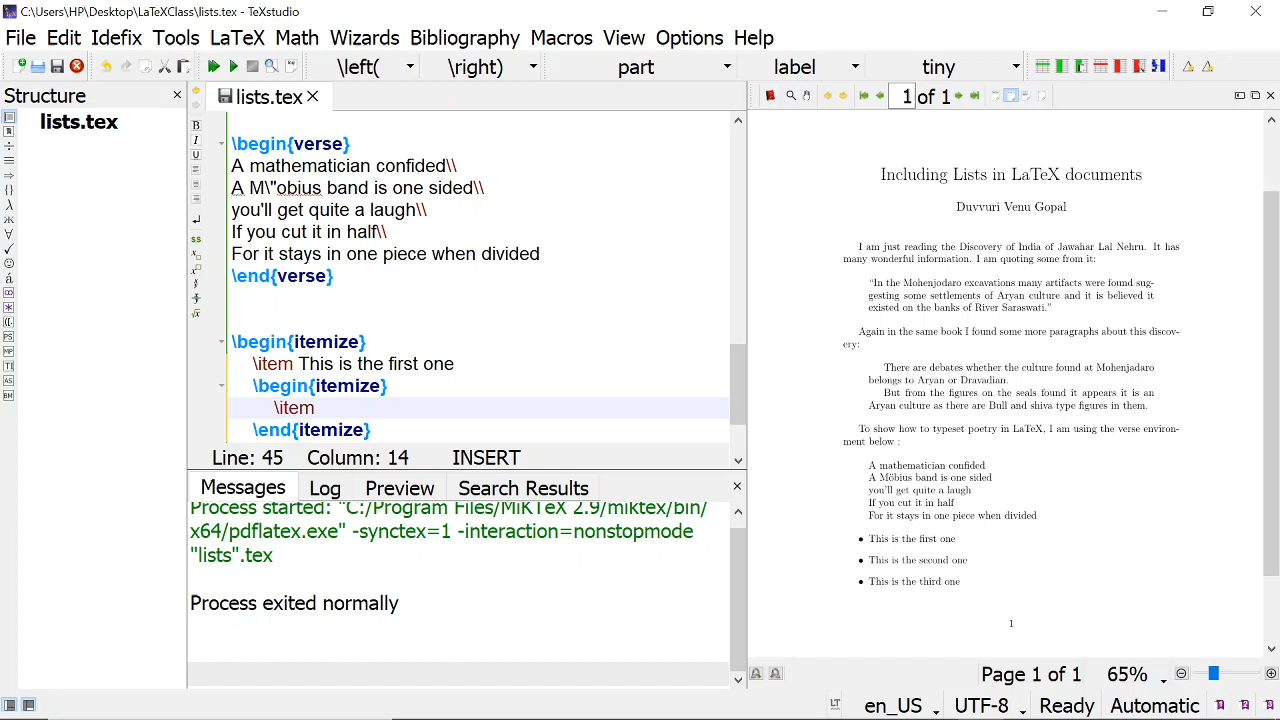 C:\Users\HP\Desktop\LaTeXClass\lists.tex - TeXstudio
File Edit Idefix Tools LaTeX Math Wizards Bibliography Macros View Options Help
\left( \right) part label tiny
Structure
lists.tex
lists.tex
1 of 1
\begin{verse}
A mathematician confided\\
A M\"obius band is one sided\\
you'll get quite a laugh\\
If you cut it in half\\
For it stays in one piece when divided
\end{verse}
\begin{itemize}
\item This is the first one
\begin{itemize}
\item
\end{itemize}
Line: 45 Column: 14 INSERT
Messages Log Preview Search Results
Process started: "C:/Program Files/MiKTeX 2.9/miktex/bin/
x64/pdflatex.exe" -synctex=1 -interaction=nonstopmode
"lists".tex
Process exited normally
Including Lists in LaTeX documents
Duvvuri Venu Gopal
I am just reading the Discovery of India of Jawahar Lal Nehru. It has
many wonderful information. I am quoting some from it:
“In the Mohenjodaro excavations many artifacts were found sug-
gesting some settlements of Aryan culture and it is believed it
existed on the banks of River Saraswati.”
Again in the same book I found some more paragraphs about this discov-
ery:
There are debates whether the culture found at Mohenjadaro
belongs to Aryan or Dravadian.
But from the figures on the seals found it appears it is an
Aryan culture as there are Bull and shiva type figures in them.
To show how to typeset poetry in LaTeX, I am using the verse environ-
ment below :
A mathematician confided
A Möbius band is one sided
you’ll get quite a laugh
If you cut it in half
For it stays in one piece when divided
• This is the first one
• This is the second one
• This is the third one
1
Page 1 of 1 65%
en_US UTF-8 Ready Automatic